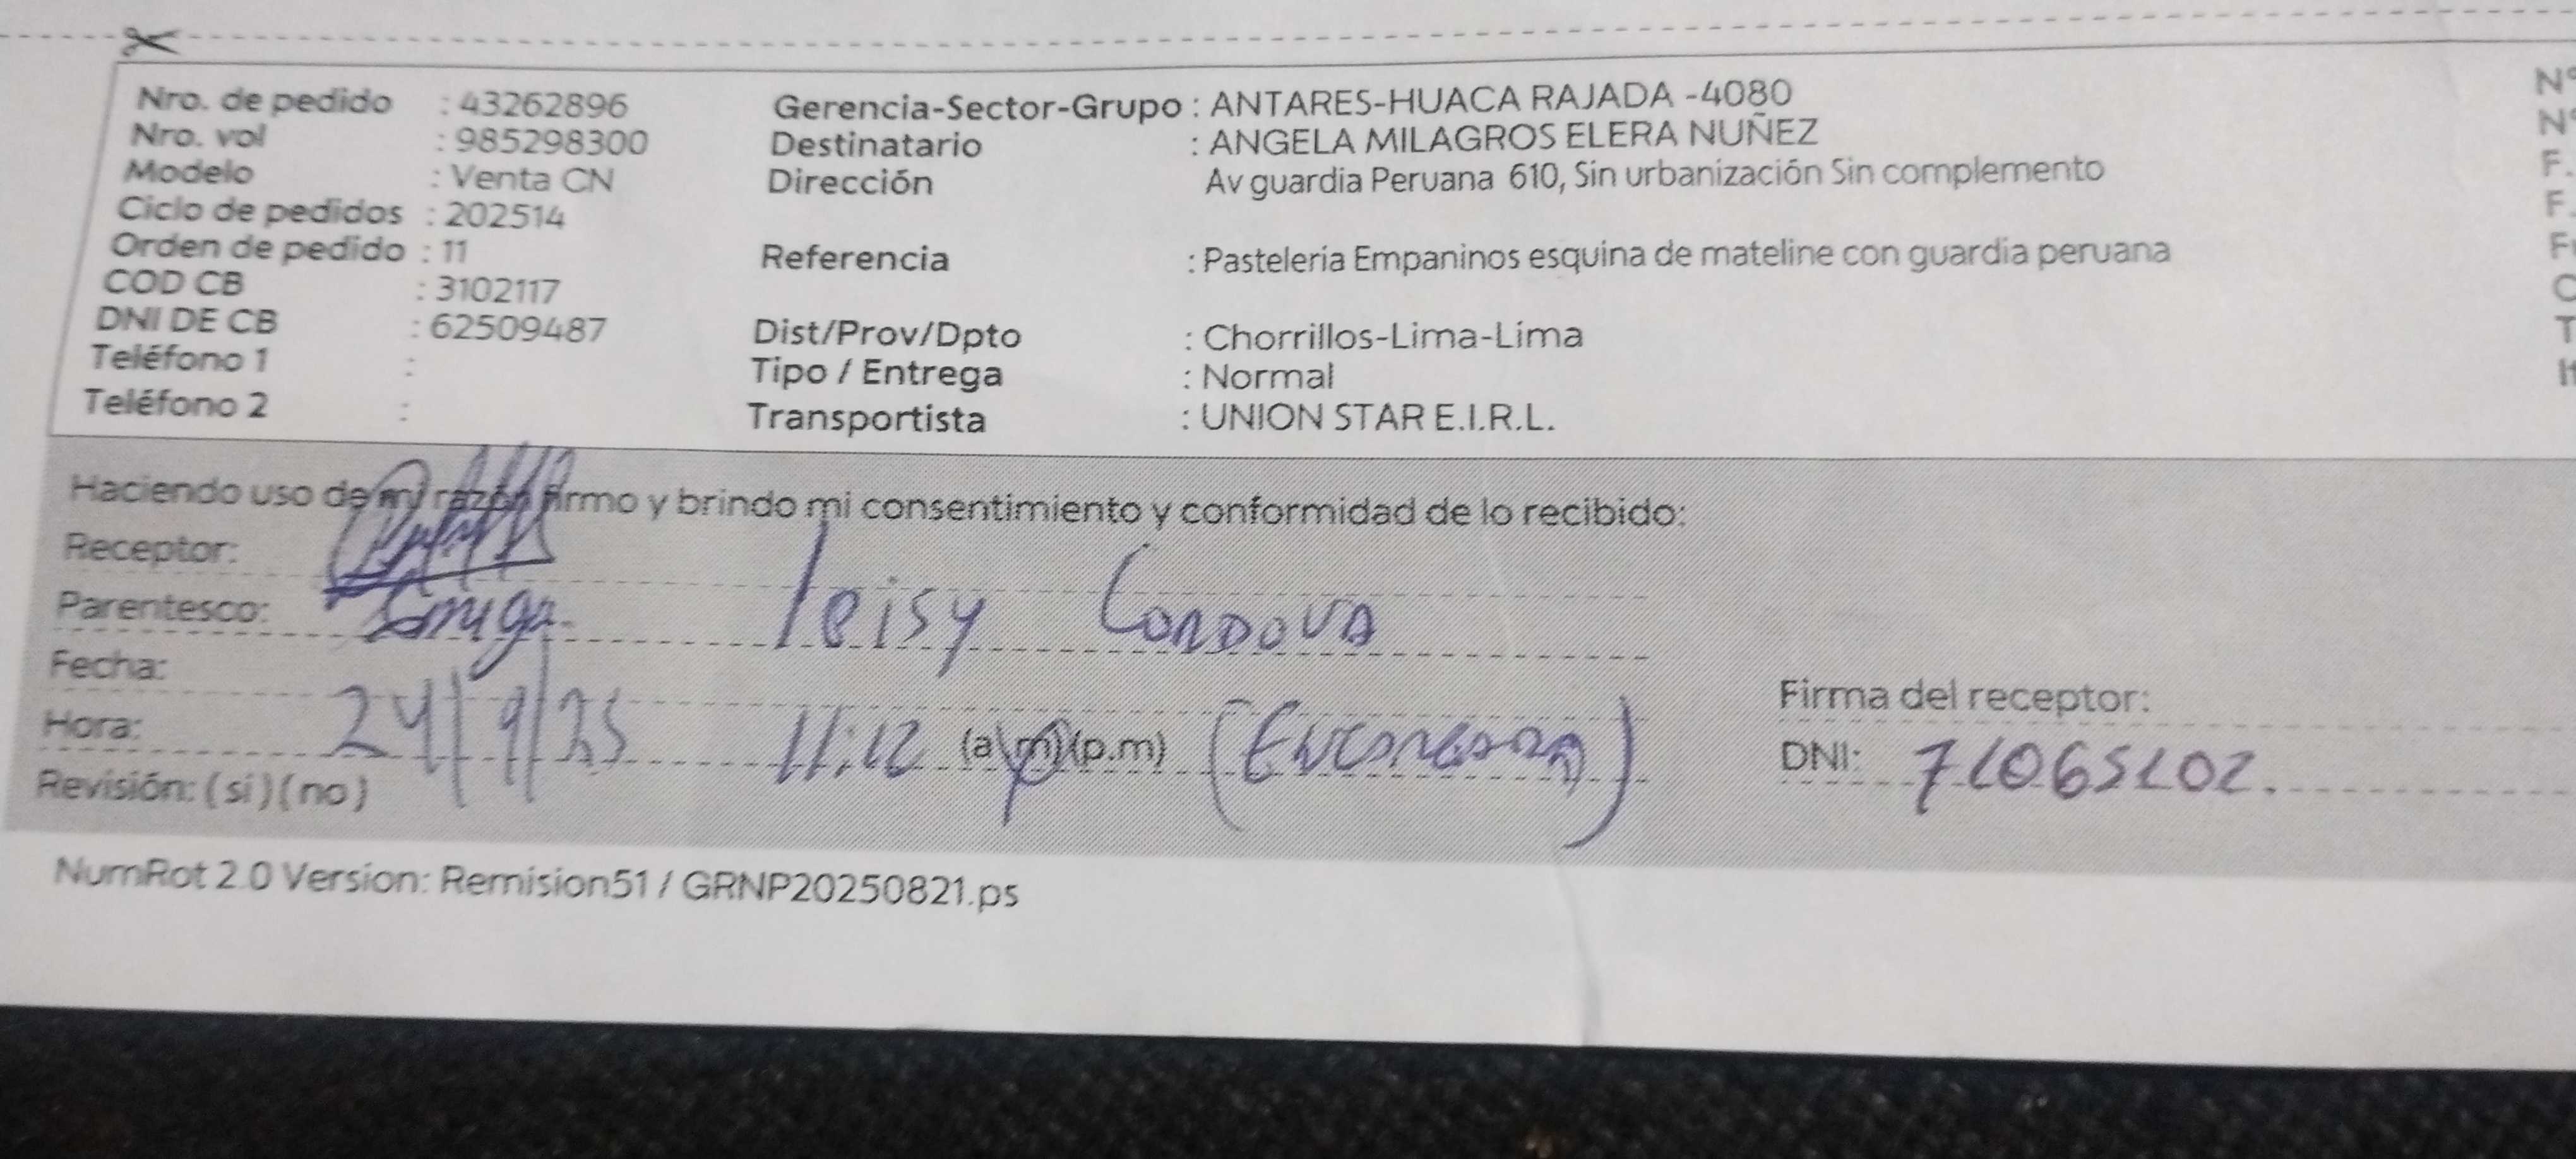 Nro. de pedido : 43262896
Nro. vol : 985298300
Modelo : Venta CN
Ciclo de pedidos : 202514
Orden de pedido : 11
COD CB : 3102117
DNI DE CB : 62509487
Teléfono 1 :
Teléfono 2 :
Gerencia-Sector-Grupo : ANTARES-HUACA RAJADA -4080
Destinatario : ANGELA MILAGROS ELERA NUÑEZ
Dirección Av guardia Peruana 610, Sin urbanización Sin complemento
Referencia : Pastelería Empaninos esquina de mateline con guardia peruana
Dist/Prov/Dpto : Chorrillos-Lima-Lima
Tipo / Entrega : Normal
Transportista : UNION STAR E.I.R.L.
Haciendo uso de mi razón firmo y brindo mi consentimiento y conformidad de lo recibido:
Receptor:
Parentesco: Amiga. leisy CORDOVA
Fecha:
Hora: 24/9/25 11:12 (a.m)(p.m)
Revisión: (si)(no)
Firma del receptor:
DNI:
NumRot 2.0 Version: Remision51 / GRNP20250821.ps